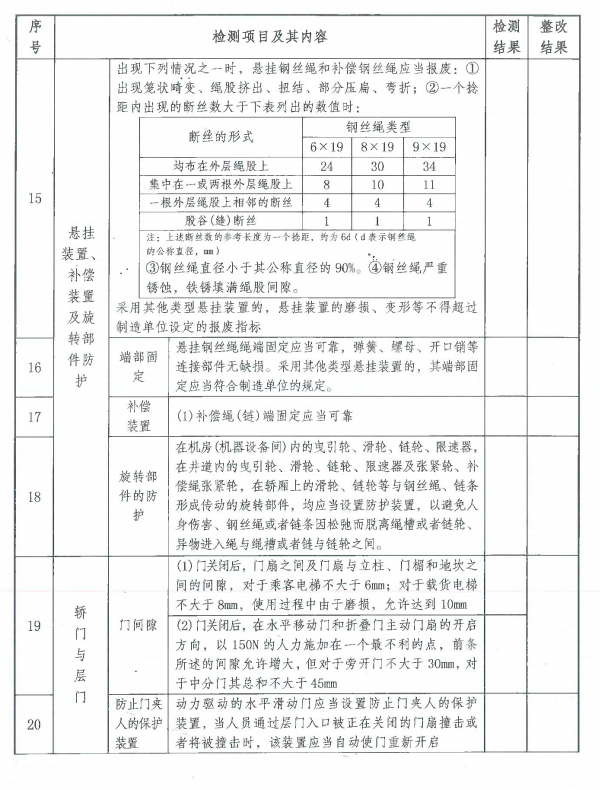 序号
检测项目及其内容
检测结果
整改结果
15
悬挂装置、补偿装置及旋转部件防护
出现下列情况之一时，悬挂钢丝绳和补偿钢丝绳应当报废：①
出现笼状畸变、绳股挤出、扭结、部分压扁、弯折；②一个捻
距内出现的断丝数大于下表列出的数值时：
断丝的形式 钢丝绳类型
6×19 8×19 9×19
均布在外层绳股上 24 30 34
集中在一或两根外层绳股上 8 10 11
一根外层绳股上相邻的断丝 4 4 4
股谷(缝)断丝 1 1 1
注：上述断丝数的参考长度为一个捻距，约为6d（d表示钢丝绳
的公称直径，mm）
③钢丝绳直径小于其公称直径的90%。④钢丝绳严重
锈蚀，铁锈填满绳股间隙。
采用其他类型悬挂装置的，悬挂装置的磨损、变形等不得超过
制造单位设定的报废指标
16
端部固定
悬挂钢丝绳绳端固定应当可靠，弹簧、螺母、开口销等
连接部件无缺损。采用其他类型悬挂装置的，其端部固
定应当符合制造单位的规定。
17
补偿装置
(1)补偿绳(链)端固定应当可靠
18
旋转部件的防护
在机房(机器设备间)内的曳引轮、滑轮、链轮、限速器，
在井道内的曳引轮、滑轮、链轮、限速器及张紧轮、补
偿绳张紧轮，在轿厢上的滑轮、链轮等与钢丝绳、链条
形成传动的旋转部件，均应当设置防护装置，以避免人
身伤害、钢丝绳或者链条因松弛而脱离绳槽或者链轮、
异物进入绳与绳槽或者链与链轮之间。
19
轿门与层门
门间隙
(1)门关闭后，门扇之间及门扇与立柱、门楣和地坎之
间的间隙，对于乘客电梯不大于6mm；对于载货电梯
不大于8mm，使用过程中由于磨损，允许达到10mm
(2)门关闭后，在水平移动门和折叠门主动门扇的开启
方向，以150N的人力施加在一个最不利的点，前条
所述的间隙允许增大，但对于旁开门不大于30mm，对
于中分门其总和不大于45mm
20
防止门夹
人的保护
装置
动力驱动的水平滑动门应当设置防止门夹人的保护
装置，当人员通过层门入口被正在关闭的门扇撞击或
者将被撞击时，该装置应当自动使门重新开启